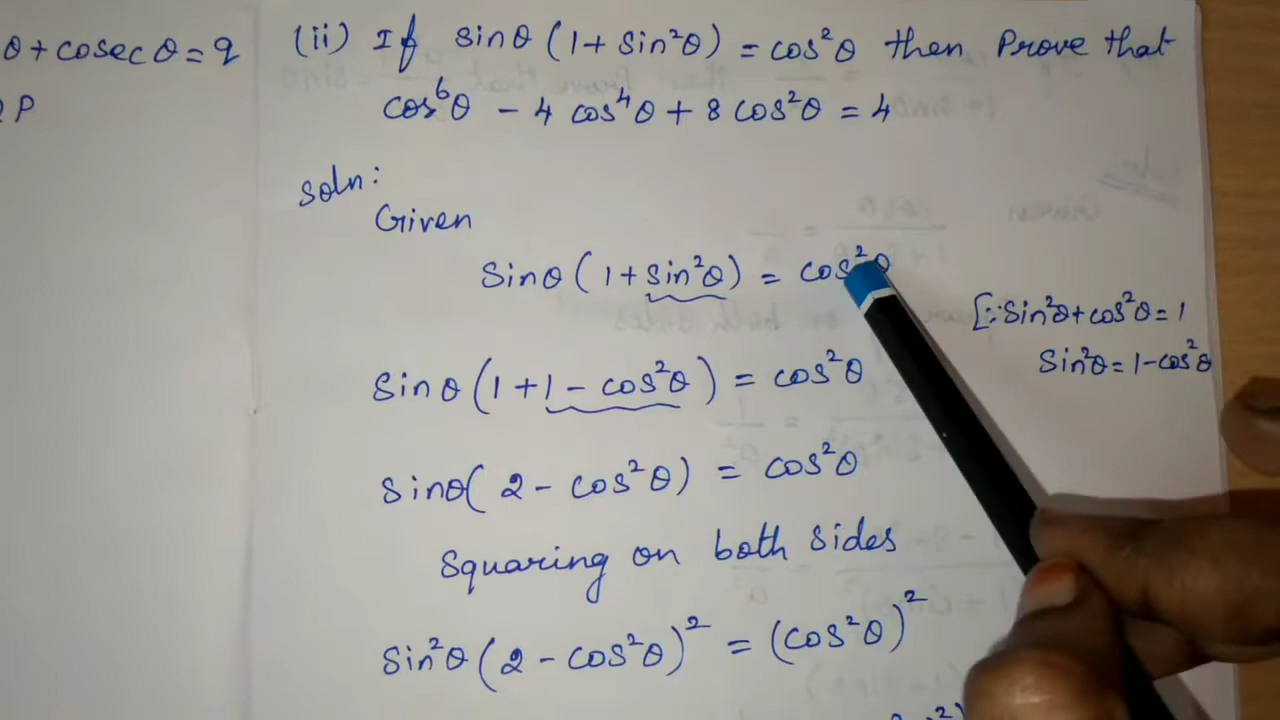 θ + cosec θ = q
P
(ii) If sinθ (1 + sin²θ) = cos²θ then Prove that
cos⁶θ - 4 cos⁴θ + 8 cos²θ = 4
Soln:
Given
Sinθ (1 + sin²θ) = cos²θ
[∵ Sin²θ + cos²θ = 1
Sin²θ = 1 - cos²θ
Sinθ (1 + 1 - cos²θ) = cos²θ
Sinθ (2 - cos²θ) = cos²θ
Squaring on both sides
Sin²θ (2 - cos²θ)² = (cos²θ)²